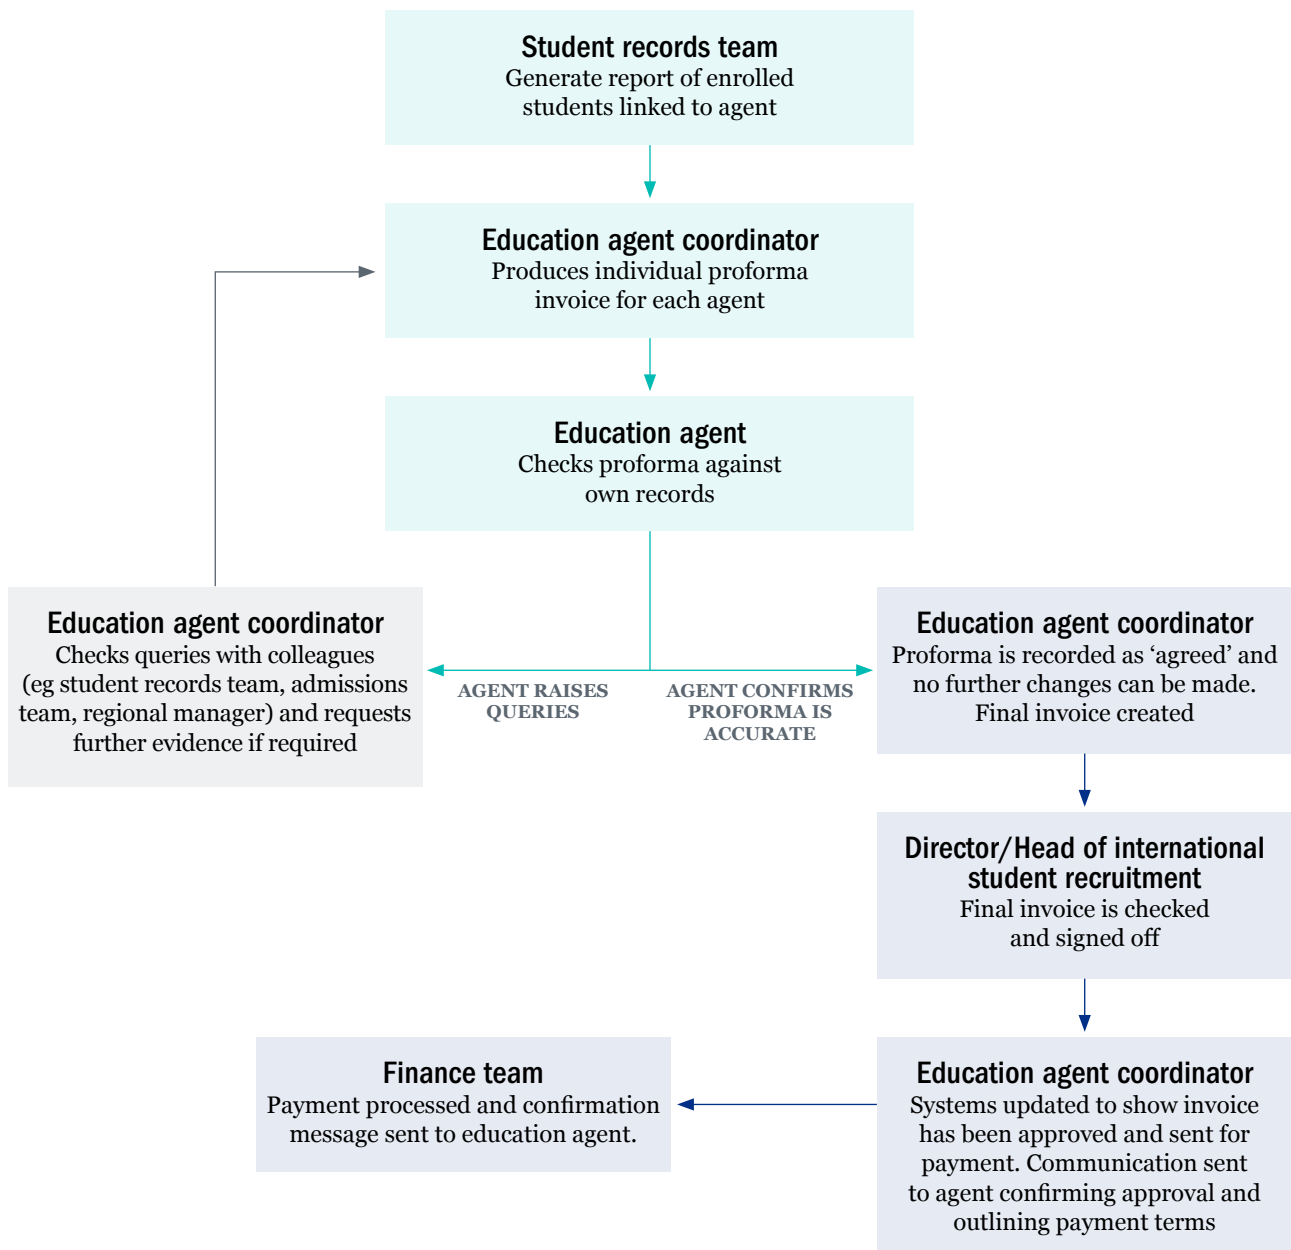 Student records team
Generate report of enrolled
students linked to agent
Education agent coordinator
Produces individual proforma
invoice for each agent
Education agent
Checks proforma against
own records
Education agent coordinator
Checks queries with colleagues
(eg student records team, admissions
team, regional manager) and requests
further evidence if required
AGENT RAISES
QUERIES
AGENT CONFIRMS
PROFORMA IS
ACCURATE
Education agent coordinator
Proforma is recorded as ‘agreed’ and
no further changes can be made.
Final invoice created
Director/Head of international
student recruitment
Final invoice is checked
and signed off
Education agent coordinator
Systems updated to show invoice
has been approved and sent for
payment. Communication sent
to agent confirming approval and
outlining payment terms
Finance team
Payment processed and confirmation
message sent to education agent.